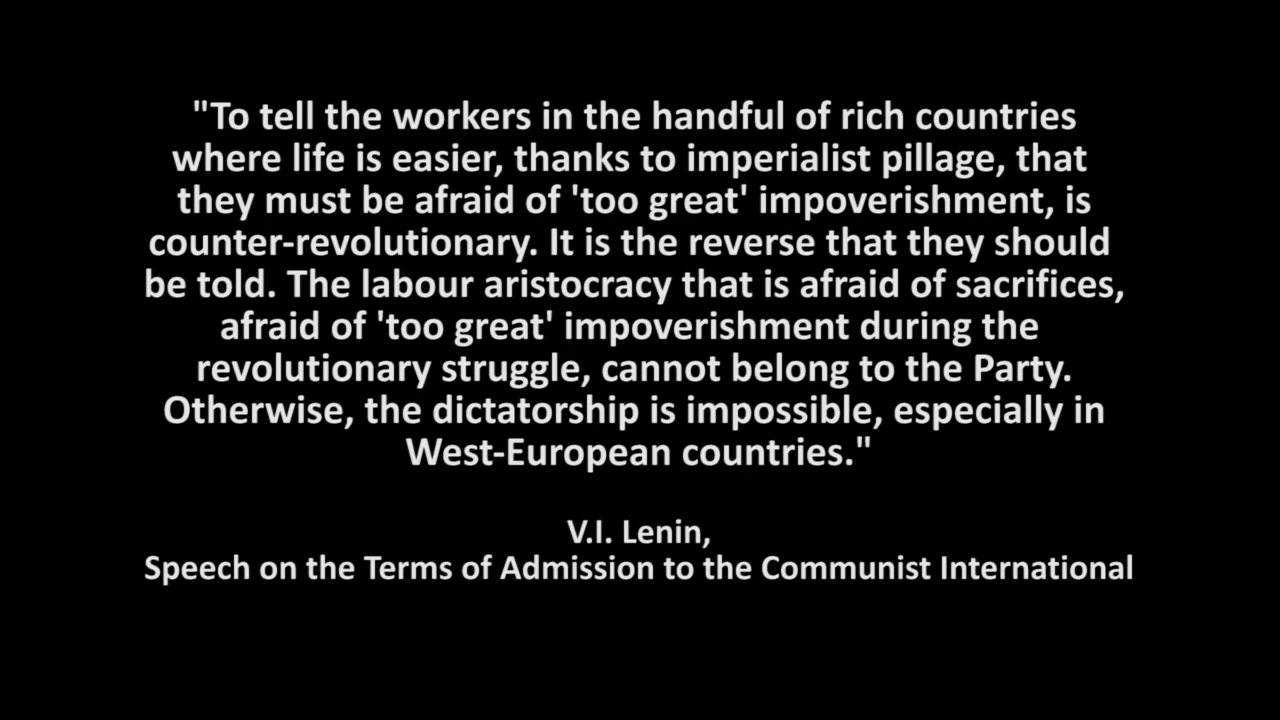 "To tell the workers in the handful of rich countries
where life is easier, thanks to imperialist pillage, that
they must be afraid of 'too great' impoverishment, is
counter-revolutionary. It is the reverse that they should
be told. The labour aristocracy that is afraid of sacrifices,
afraid of 'too great' impoverishment during the
revolutionary struggle, cannot belong to the Party.
Otherwise, the dictatorship is impossible, especially in
West-European countries."
V.I. Lenin,
Speech on the Terms of Admission to the Communist International